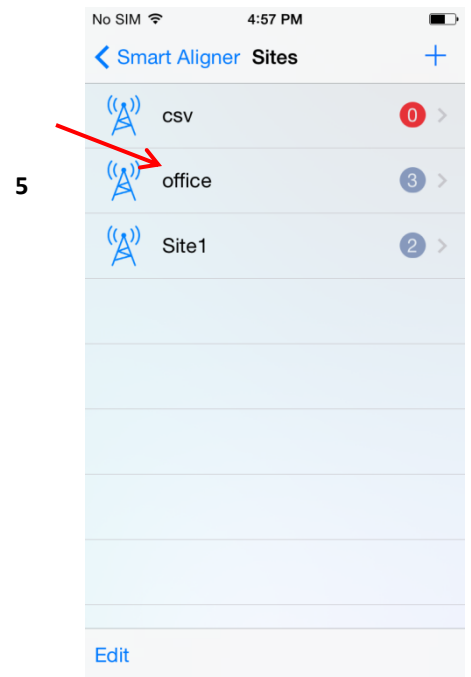 No SIM 4:57 PM
Smart Aligner Sites +
csv 0
5
office 3
Site1 2
Edit